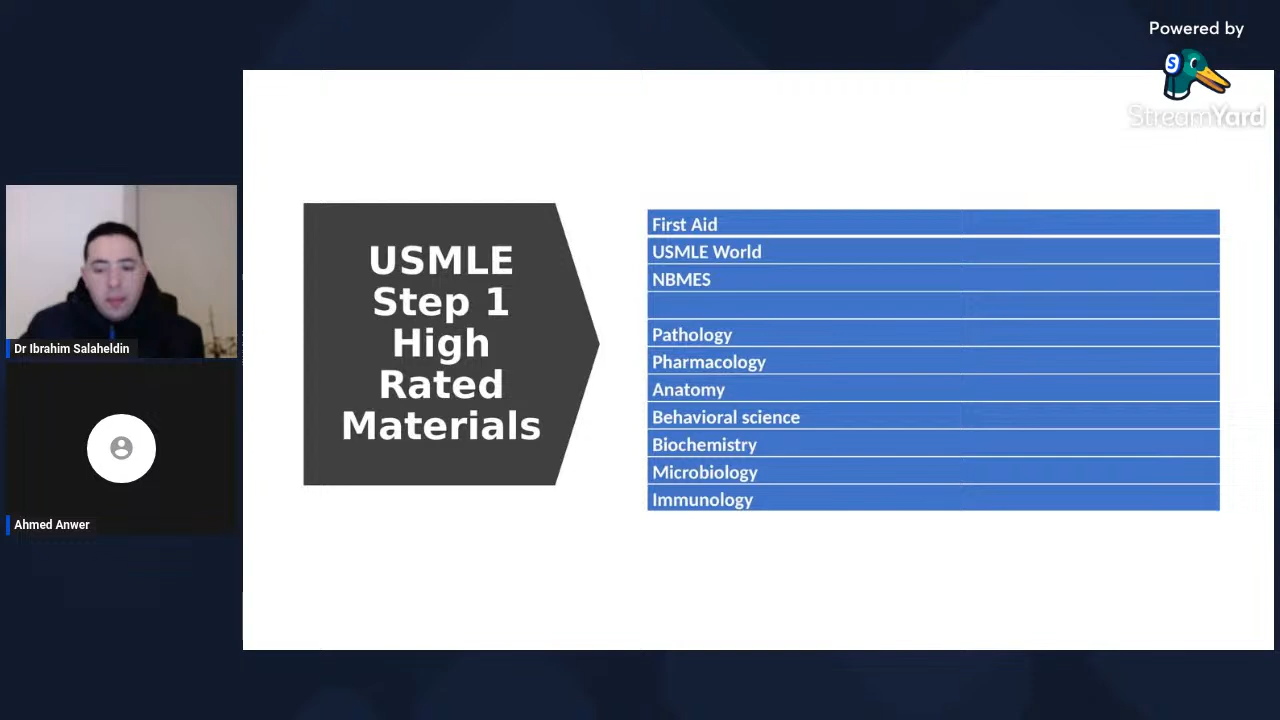 Powered by
StreamYard
Dr Ibrahim Salaheldin
Ahmed Anwer
USMLE
Step 1
High
Rated
Materials
First Aid
USMLE World
NBMES
Pathology
Pharmacology
Anatomy
Behavioral science
Biochemistry
Microbiology
Immunology